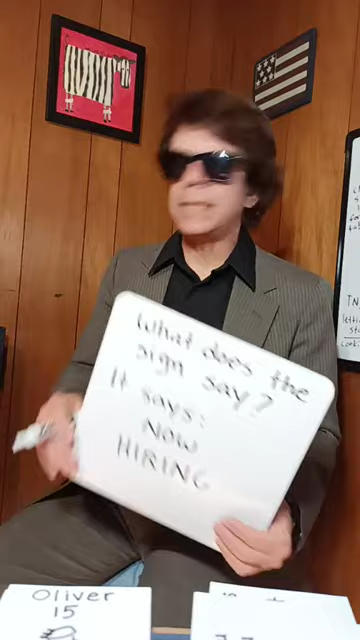 What does the
sign say?
It says:
NOW
HIRING
Oliver
15